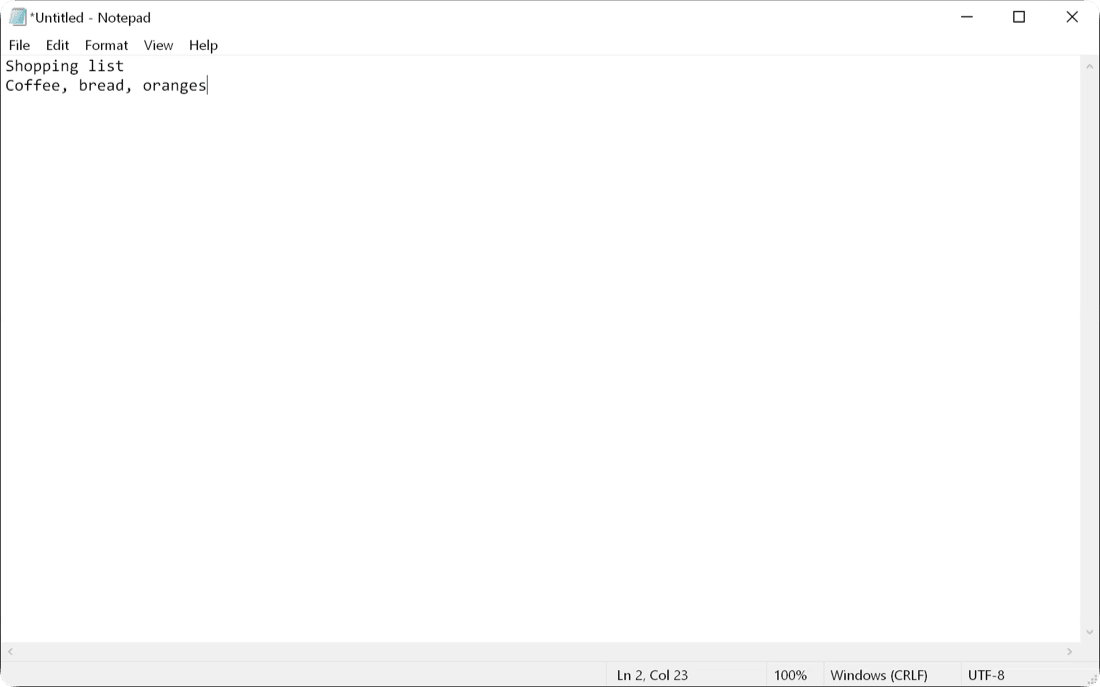 *Untitled - Notepad
File Edit Format View Help
Shopping list
Coffee, bread, oranges
Ln 2, Col 23 100% Windows (CRLF) UTF-8